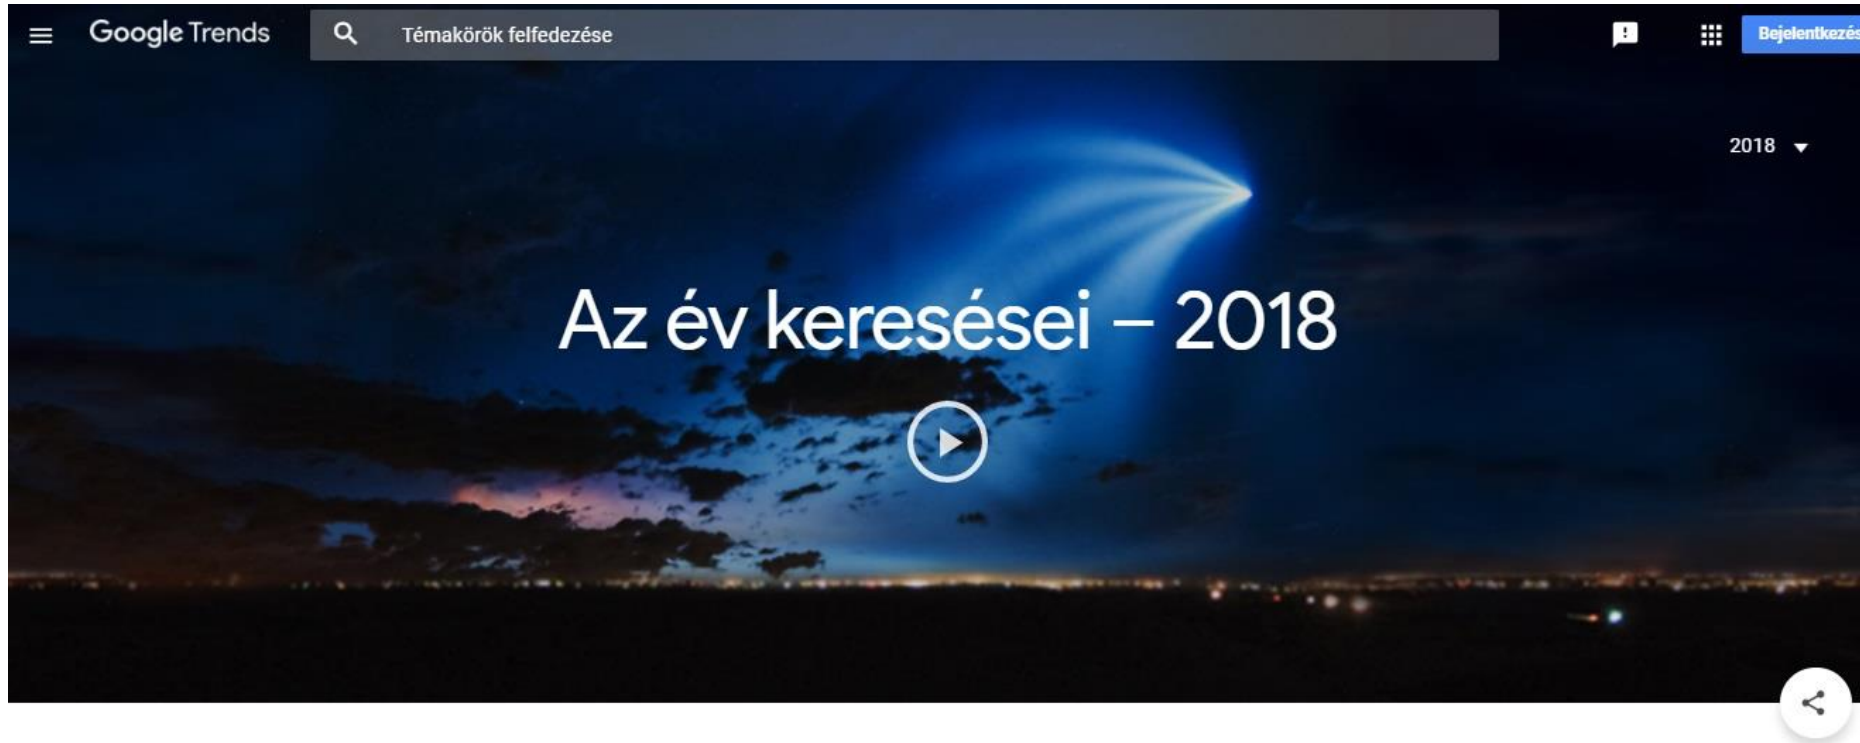 Google Trends
Témakörök felfedezése
Bejelentkezés
2018
Az év keresései – 2018